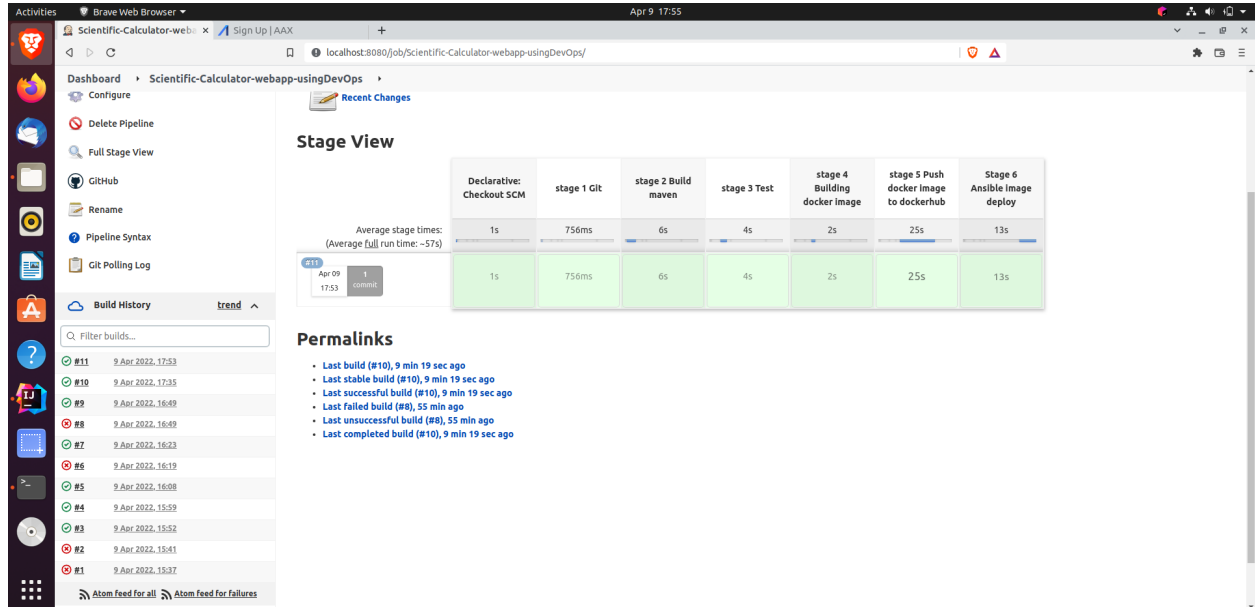 Activities
Brave Web Browser
Apr 9 17:55
Scientific-Calculator-weba ×
Sign Up | AAX
+
localhost:8080/job/Scientific-Calculator-webapp-usingDevOps/
Dashboard
Scientific-Calculator-webapp-usingDevOps
Configure
Delete Pipeline
Full Stage View
GitHub
Rename
Pipeline Syntax
Git Polling Log
Build History
trend
Filter builds...
#11 9 Apr 2022, 17:53
#10 9 Apr 2022, 17:35
#9 9 Apr 2022, 16:49
#8 9 Apr 2022, 16:49
#7 9 Apr 2022, 16:23
#6 9 Apr 2022, 16:19
#5 9 Apr 2022, 16:08
#4 9 Apr 2022, 15:59
#3 9 Apr 2022, 15:52
#2 9 Apr 2022, 15:41
#1 9 Apr 2022, 15:37
Atom feed for all Atom feed for failures
Recent Changes
Stage View
Declarative:
Checkout SCM
stage 1 Git
stage 2 Build
maven
stage 3 Test
stage 4
Building
docker image
stage 5 Push
docker image
to dockerhub
Stage 6
Ansible image
deploy
Average stage times:
(Average full run time: ~57s)
1s 756ms 6s 4s 2s 25s 13s
#11
Apr 09
17:53
1
commit
1s 756ms 6s 4s 2s 25s 13s
Permalinks
Last build (#10), 9 min 19 sec ago
Last stable build (#10), 9 min 19 sec ago
Last successful build (#10), 9 min 19 sec ago
Last failed build (#8), 55 min ago
Last unsuccessful build (#8), 55 min ago
Last completed build (#10), 9 min 19 sec ago